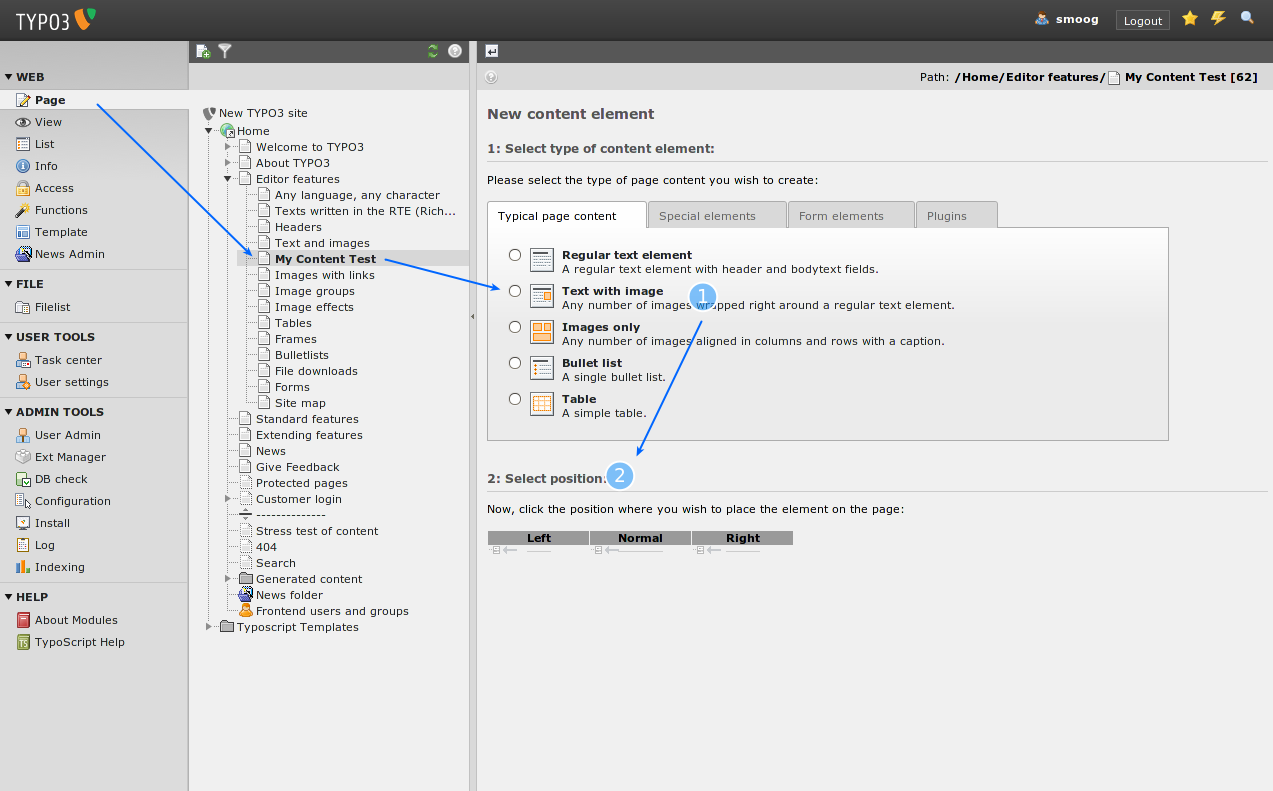 TYPO3
smoog
Logout
WEB
Page
View
List
Info
Access
Functions
Template
News Admin
FILE
Filelist
USER TOOLS
Task center
User settings
ADMIN TOOLS
User Admin
Ext Manager
DB check
Configuration
Install
Log
Indexing
HELP
About Modules
TypoScript Help
New TYPO3 site
Home
Welcome to TYPO3
About TYPO3
Editor features
Any language, any character
Texts written in the RTE (Rich...
Headers
Text and images
My Content Test
Images with links
Image groups
Image effects
Tables
Frames
Bulletlists
File downloads
Forms
Site map
Standard features
Extending features
News
Give Feedback
Protected pages
Customer login
--------------
Stress test of content
404
Search
Generated content
News folder
Frontend users and groups
Typoscript Templates
Path: /Home/Editor features/ My Content Test [62]
New content element
1: Select type of content element:
Please select the type of page content you wish to create:
Typical page content Special elements Form elements Plugins
Regular text element
A regular text element with header and bodytext fields.
Text with image
1
Any number of images wrapped right around a regular text element.
Images only
Any number of images aligned in columns and rows with a caption.
Bullet list
A single bullet list.
Table
A simple table.
2: Select position:
2
Now, click the position where you wish to place the element on the page:
Left Normal Right